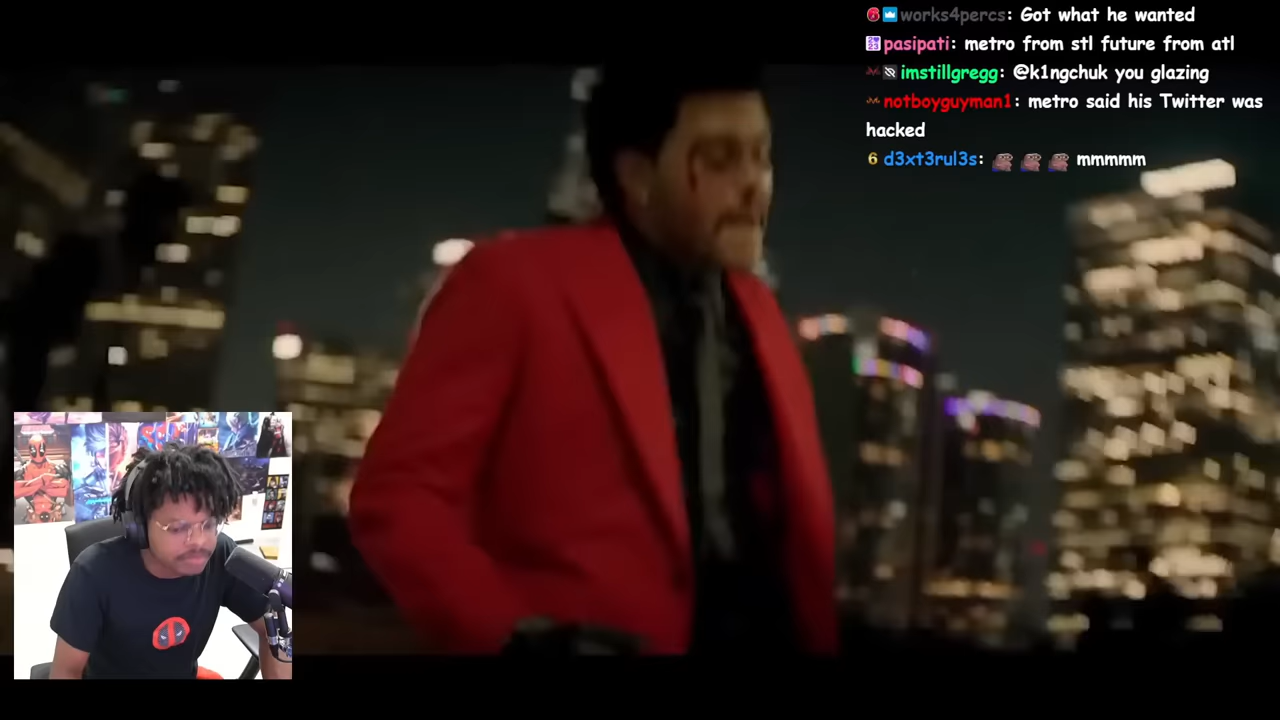 works4percs: Got what he wanted
pasipati: metro from stl future from atl
imstillgregg: @k1ngchuk you glazing
notboyguyman1: metro said his Twitter was
hacked
6 d3xt3rul3s: mmmmm